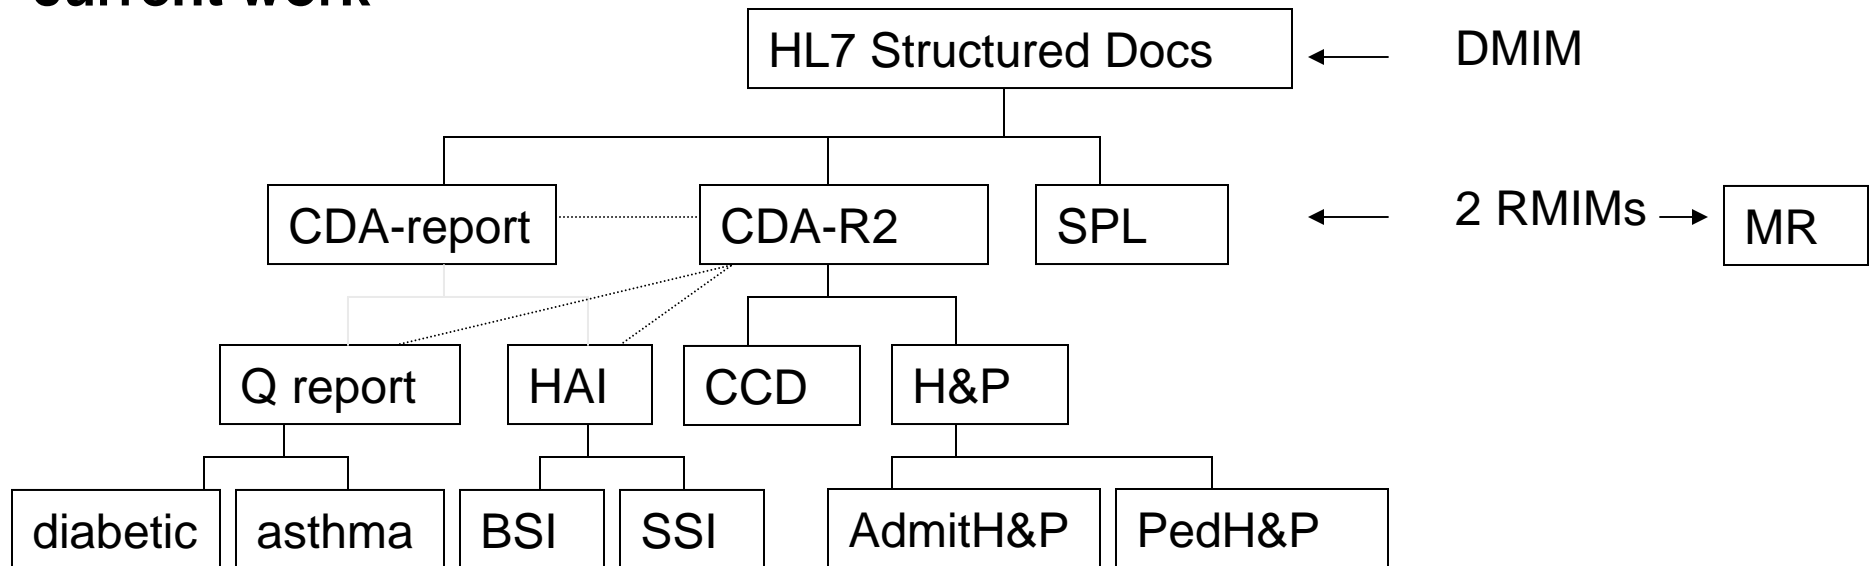 current work
HL7 Structured Docs
DMIM
CDA-report
CDA-R2
SPL
2 RMIMs
MR
Q report
HAI
CCD
H&P
diabetic
asthma
BSI
SSI
AdmitH&P
PedH&P